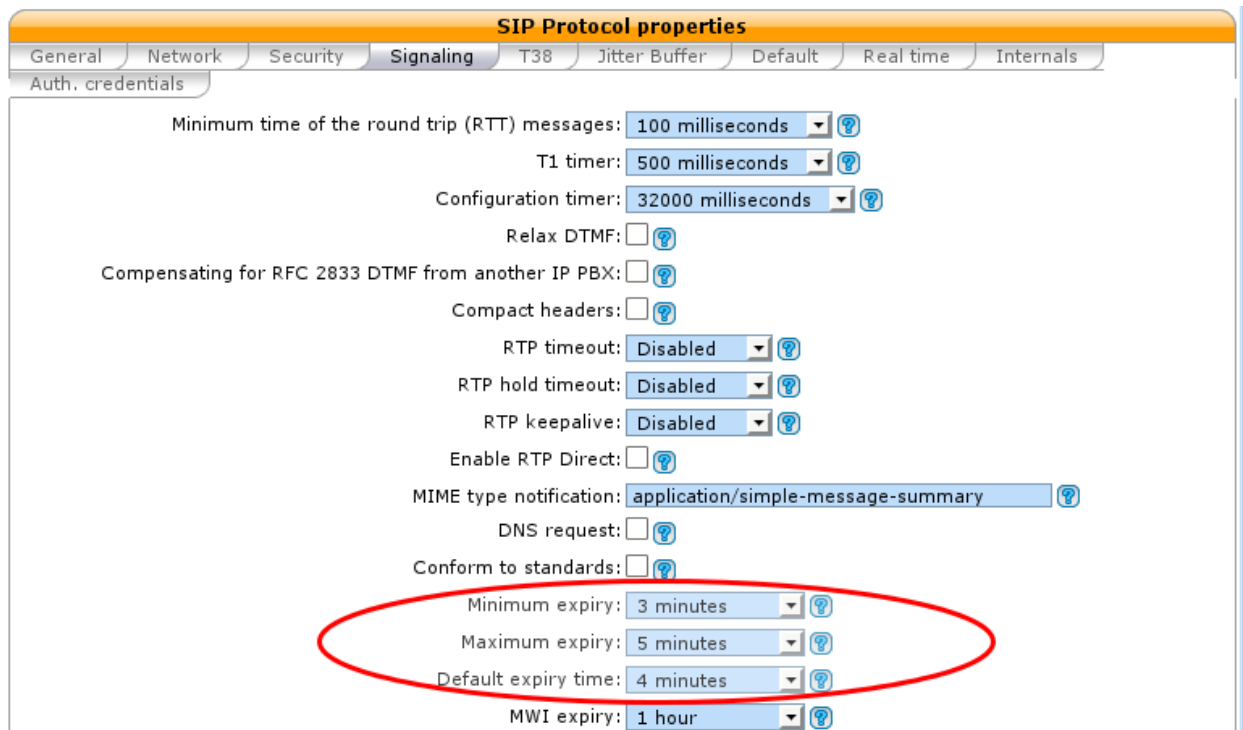 SIP Protocol properties
General Network Security Signaling T38 Jitter Buffer Default Real time Internals
Auth. credentials
Minimum time of the round trip (RTT) messages: 100 milliseconds ?
T1 timer: 500 milliseconds ?
Configuration timer: 32000 milliseconds ?
Relax DTMF: ?
Compensating for RFC 2833 DTMF from another IP PBX: ?
Compact headers: ?
RTP timeout: Disabled ?
RTP hold timeout: Disabled ?
RTP keepalive: Disabled ?
Enable RTP Direct: ?
MIME type notification: application/simple-message-summary ?
DNS request: ?
Conform to standards: ?
Minimum expiry: 3 minutes ?
Maximum expiry: 5 minutes ?
Default expiry time: 4 minutes ?
MWI expiry: 1 hour ?